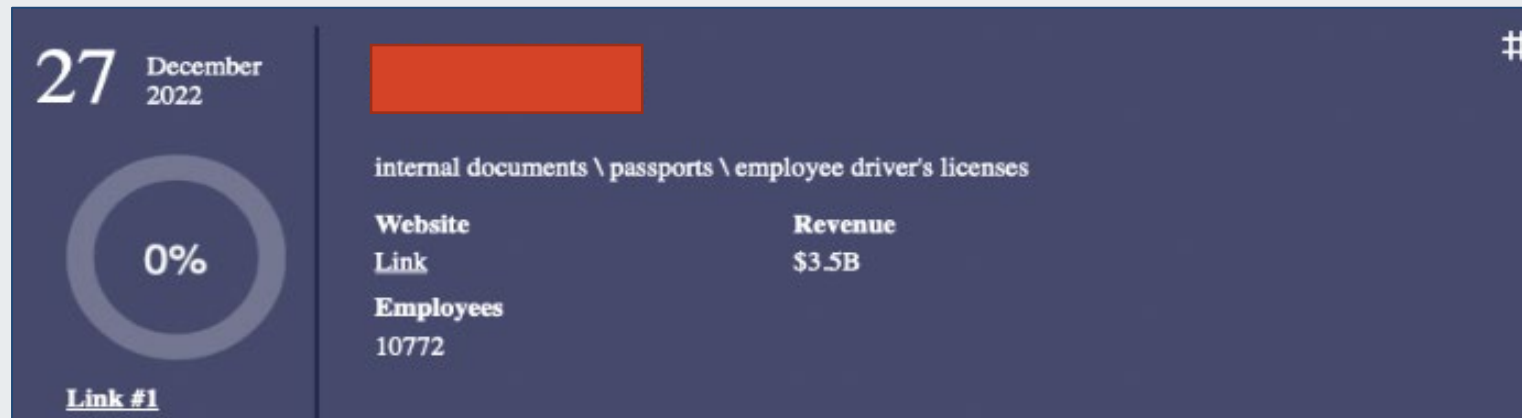 27
December
2022
0%
Link #1
#
internal documents \ passports \ employee driver's licenses
Website
Link
Revenue
$3.5B
Employees
10772